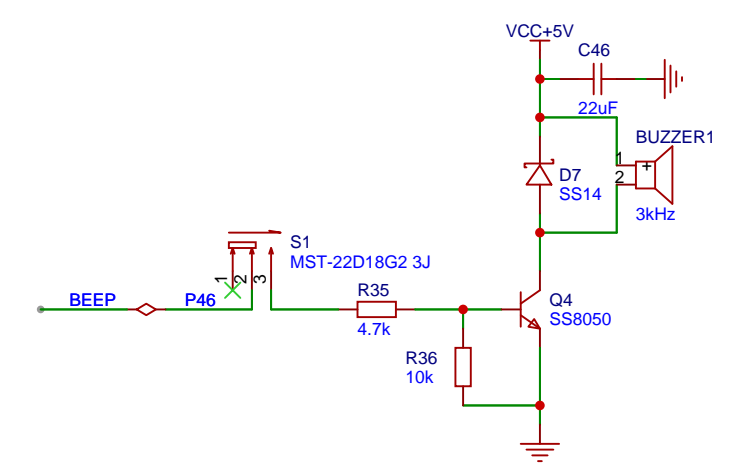 VCC+5V
C46
22uF
BUZZER1
1
+
2
D7
SS14
3kHz
S1
MST-22D18G2 3J
1
2
3
BEEP
P46
R35
4.7k
Q4
SS8050
R36
10k